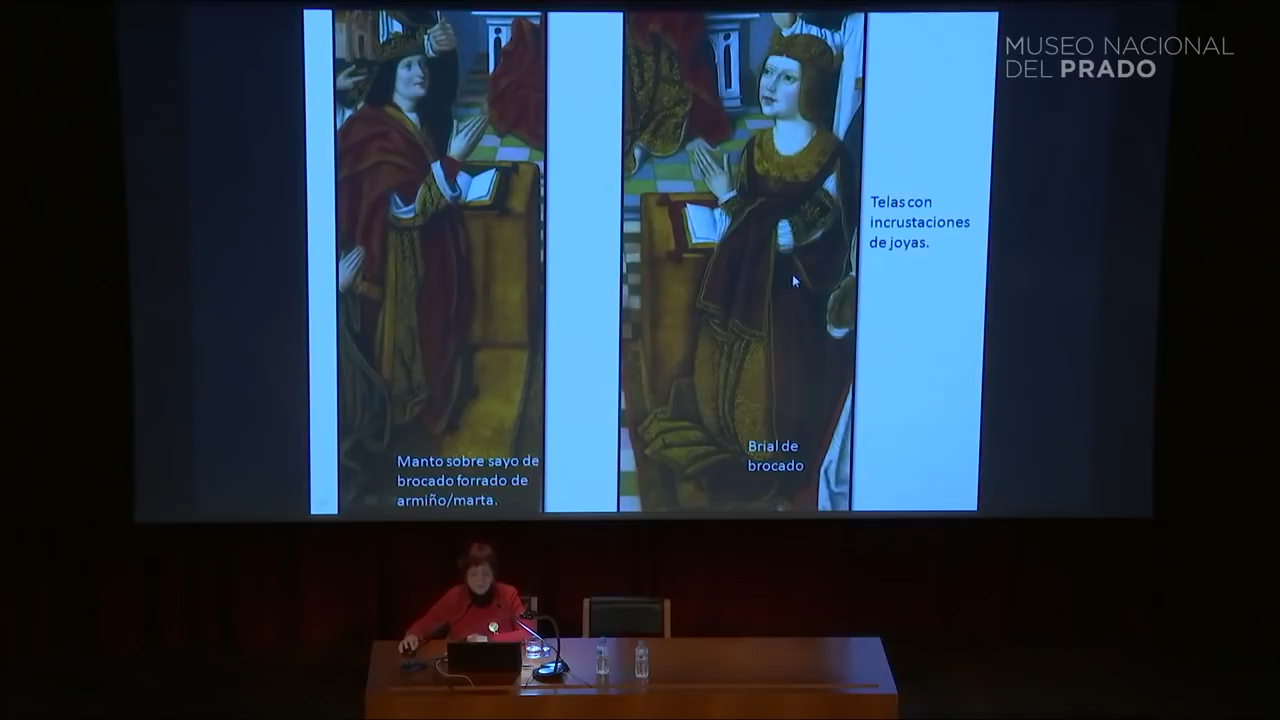 MUSEO NACIONAL
DEL PRADO
Telas con
incrustaciones
de joyas.
Manto sobre sayo de
brocado forrado de
armiño/marta.
Brial de
brocado